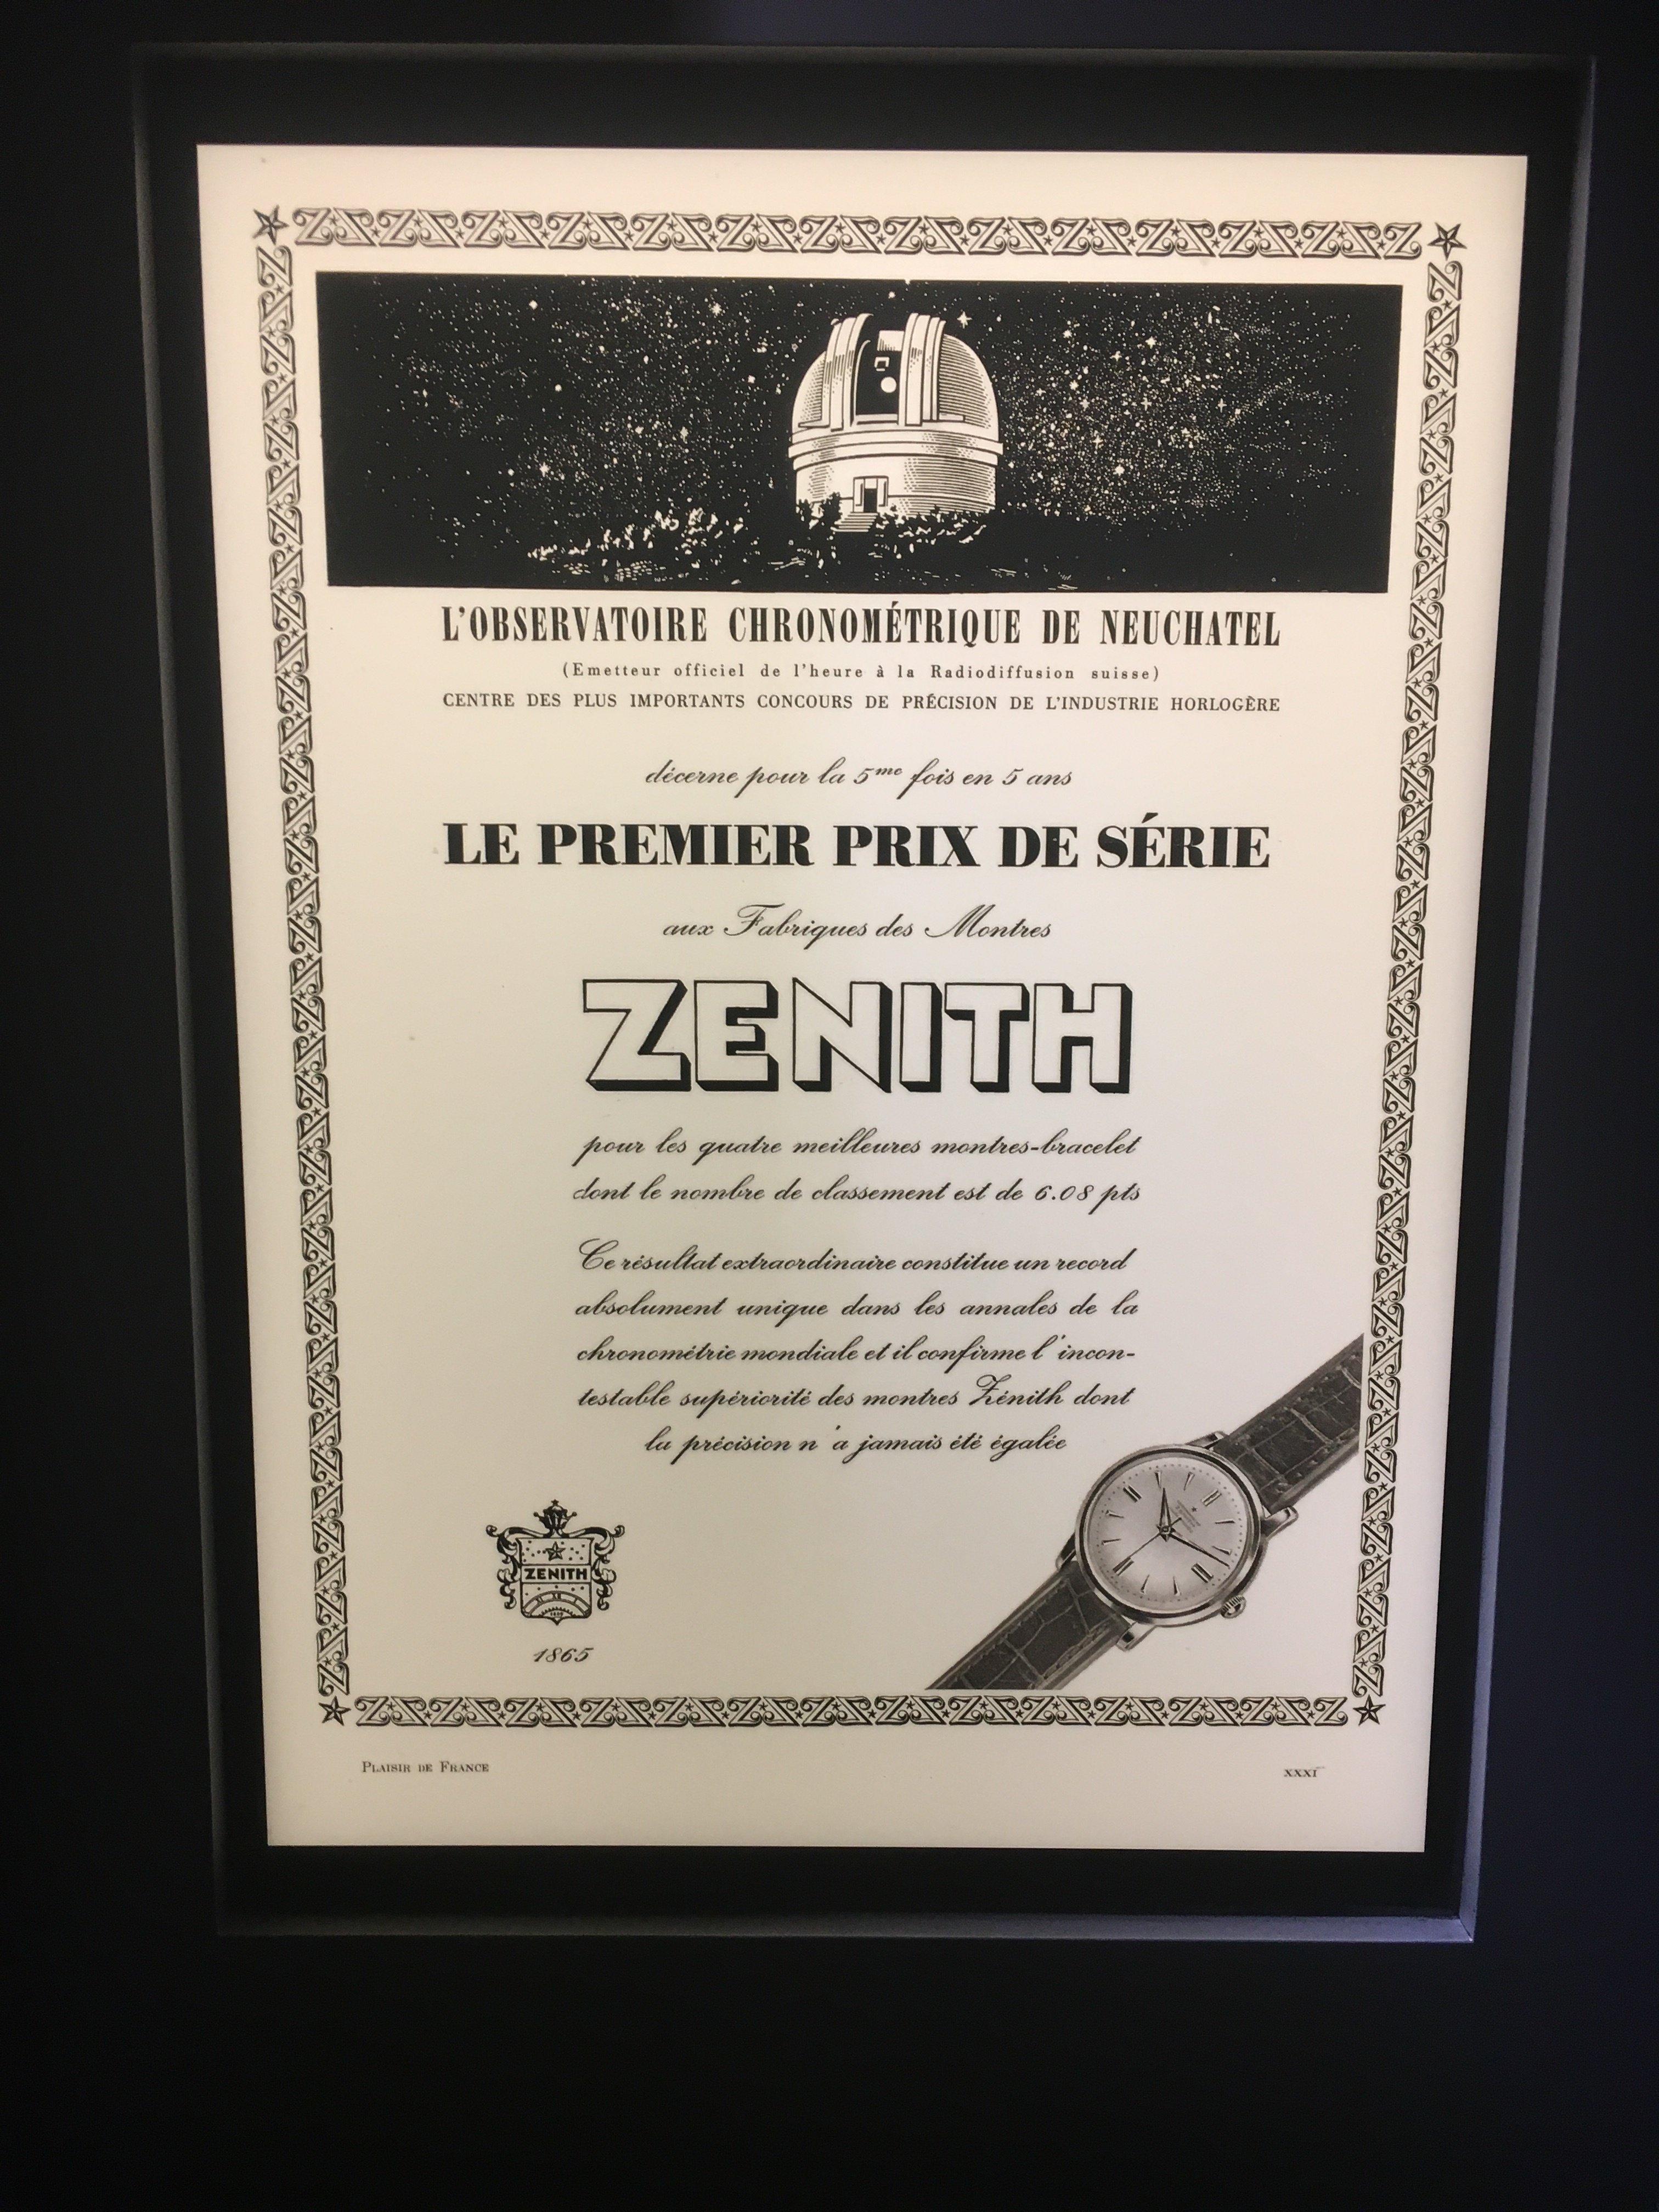 L'OBSERVATOIRE CHRONOMÉTRIQUE DE NEUCHATEL
(Emetteur officiel de l'heure à la Radiodiffusion suisse)
CENTRE DES PLUS IMPORTANTS CONCOURS DE PRÉCISION DE L'INDUSTRIE HORLOGÈRE
décerne pour la 5me fois en 5 ans
LE PREMIER PRIX DE SÉRIE
aux Fabriques des Montres
ZENITH
pour les quatre meilleures montres-bracelet
dont le nombre de classement est de 6.08 pts
Ce résultat extraordinaire constitue un record
absolument unique dans les annales de la
chronométrie mondiale et il confirme l'incon-
testable supériorité des montres Zénith dont
la précision n'a jamais été égalée
ZENITH
1865
PLAISIR DE FRANCE
XXXI